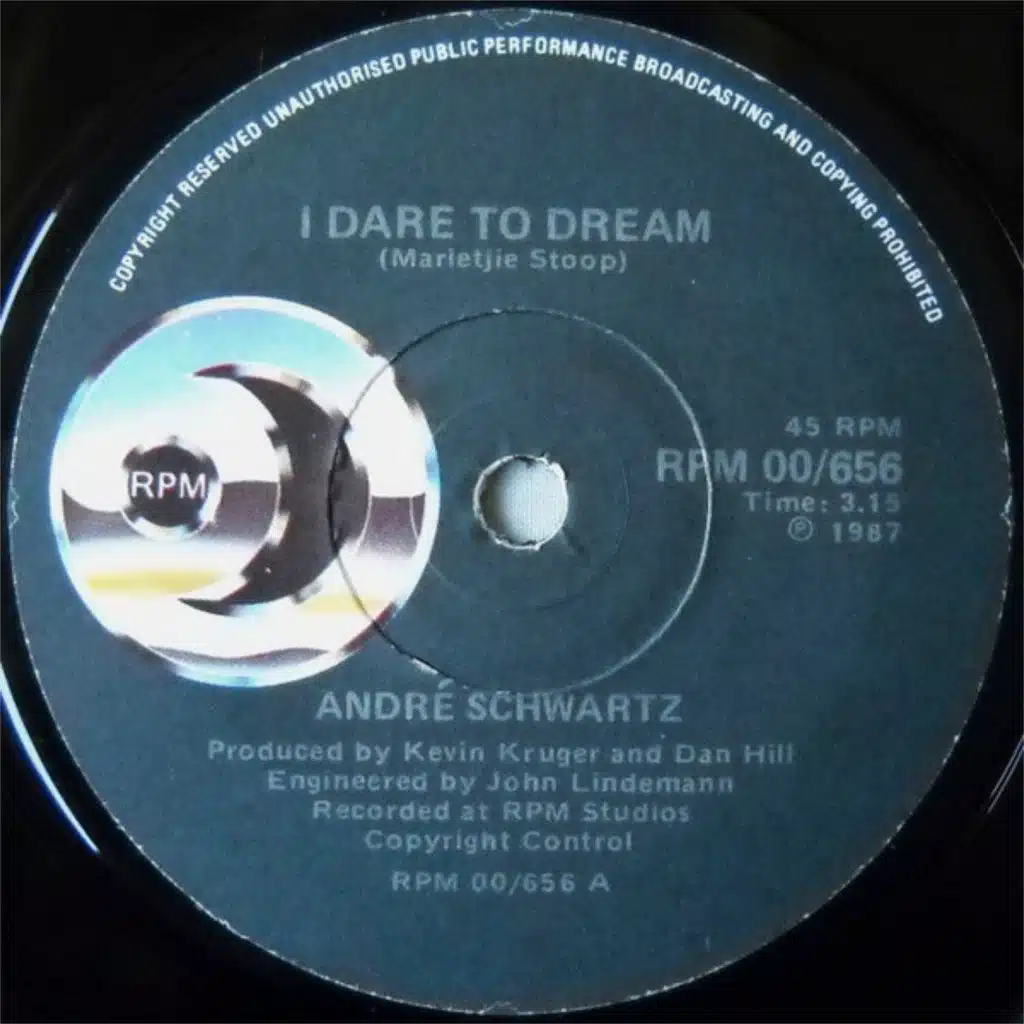 COPYRIGHT RESERVED UNAUTHORISED PUBLIC PERFORMANCE BROADCASTING AND COPYING PROHIBITED
I DARE TO DREAM
(Marietjie Stoop)
RPM
45 RPM
RPM 00/656
Time: 3.15
℗ 1987
ANDRÉ SCHWARTZ
Produced by Kevin Kruger and Dan Hill
Engineered by John Lindemann
Recorded at RPM Studios
Copyright Control
RPM 00/656 A